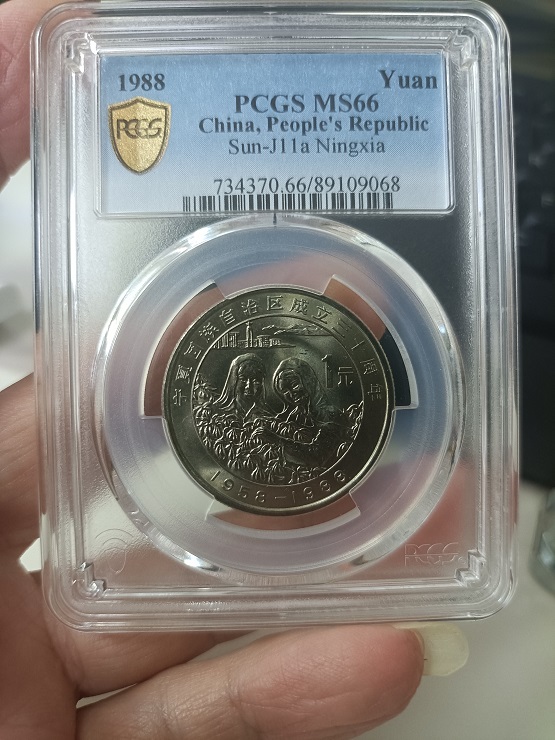 1988 Yuan
PCGS
PCGS MS66
China, People's Republic
Sun-J11a Ningxia
734370.66/89109068
宁夏回族自治区成立三十周年
1元
1958-1988
PCGS